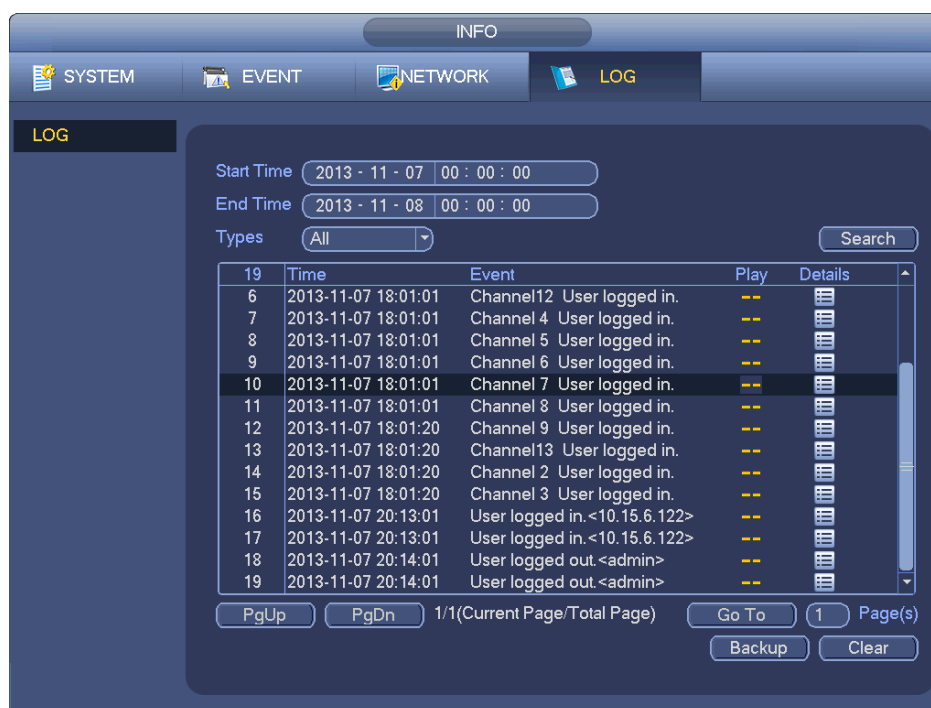 INFO
SYSTEM EVENT NETWORK LOG
LOG
Start Time 2013 - 11 - 07 00 : 00 : 00
End Time 2013 - 11 - 08 00 : 00 : 00
Types All Search
19 Time Event Play Details
6 2013-11-07 18:01:01 Channel12 User logged in. --
7 2013-11-07 18:01:01 Channel 4 User logged in. --
8 2013-11-07 18:01:01 Channel 5 User logged in. --
9 2013-11-07 18:01:01 Channel 6 User logged in. --
10 2013-11-07 18:01:01 Channel 7 User logged in. --
11 2013-11-07 18:01:01 Channel 8 User logged in. --
12 2013-11-07 18:01:20 Channel 9 User logged in. --
13 2013-11-07 18:01:20 Channel13 User logged in. --
14 2013-11-07 18:01:20 Channel 2 User logged in. --
15 2013-11-07 18:01:20 Channel 3 User logged in. --
16 2013-11-07 20:13:01 User logged in.<10.15.6.122> --
17 2013-11-07 20:13:01 User logged in.<10.15.6.122> --
18 2013-11-07 20:14:01 User logged out.<admin> --
19 2013-11-07 20:14:01 User logged out.<admin> --
PgUp PgDn 1/1(Current Page/Total Page) Go To 1 Page(s)
Backup Clear